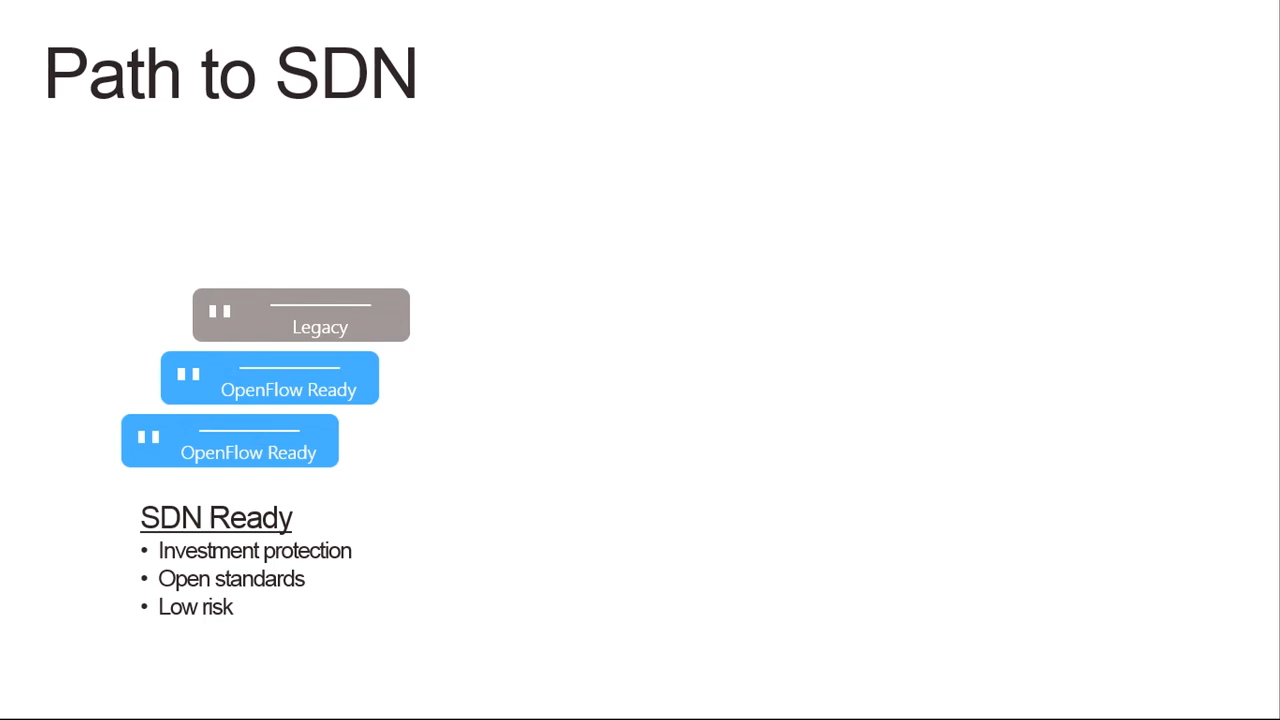 Path to SDN
Legacy
OpenFlow Ready
OpenFlow Ready
SDN Ready
• Investment protection
• Open standards
• Low risk